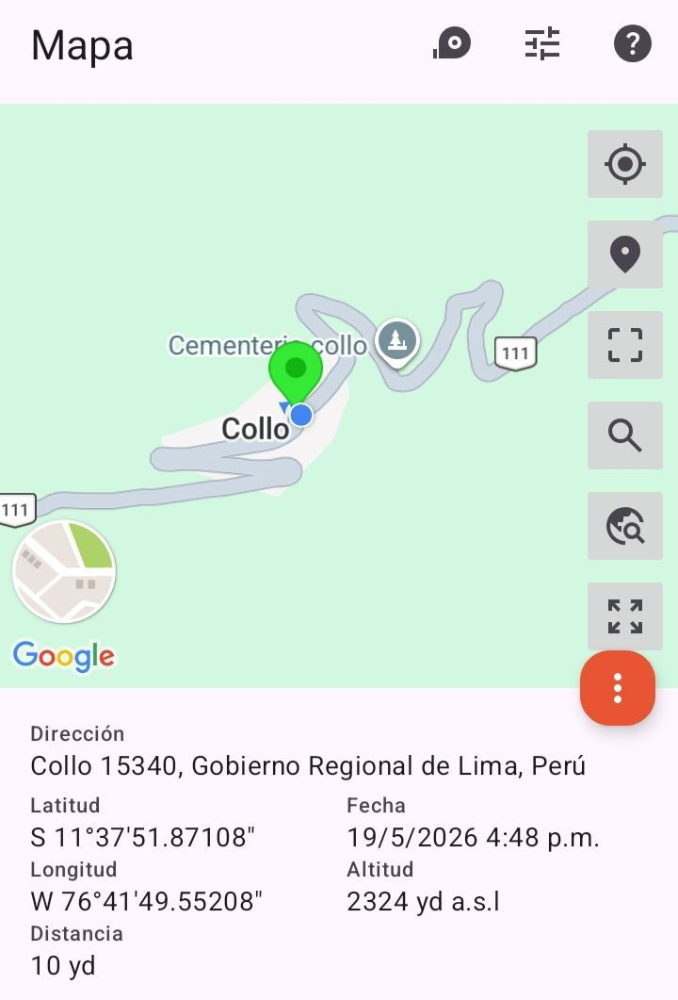 Mapa
Cementerio collo
111
Collo
111
Google
Dirección
Collo 15340, Gobierno Regional de Lima, Perú
Latitud
S 11°37'51.87108"
Fecha
19/5/2026 4:48 p.m.
Longitud
W 76°41'49.55208"
Altitud
2324 yd a.s.l
Distancia
10 yd